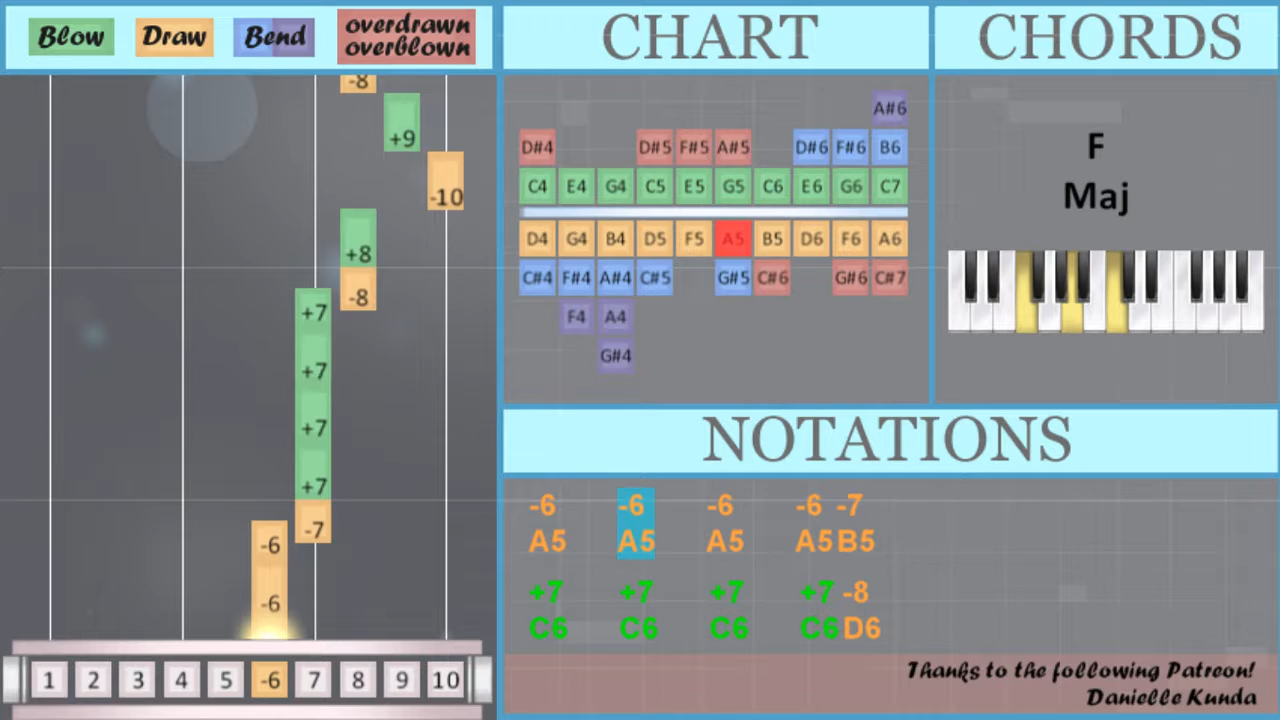 Blow Draw Bend overdrawn
overblown
CHART
CHORDS
-8
+9
-10
+8
-8
+7
+7
+7
+7
-7
-6
-6
1 2 3 4 5 -6 7 8 9 10
A#6
D#4 D#5 F#5 A#5 D#6 F#6 B6
C4 E4 G4 C5 E5 G5 C6 E6 G6 C7
D4 G4 B4 D5 F5 A5 B5 D6 F6 A6
C#4 F#4 A#4 C#5 G#5 C#6 G#6 C#7
F4 A4
G#4
F
Maj
NOTATIONS
-6 -6 -6 -6 -7
A5 A5 A5 A5 B5
+7 +7 +7 +7 -8
C6 C6 C6 C6 D6
Thanks to the following Patreon!
Danielle Kunda